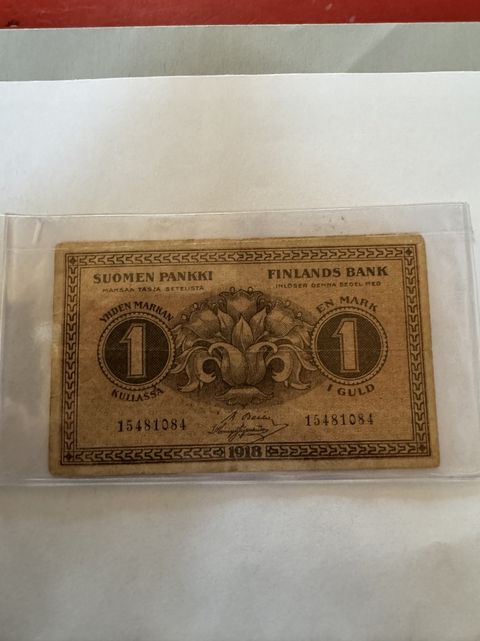 SUOMEN PANKKI
MAKSAA TÄSTÄ SETELISTÄ
FINLANDS BANK
INLÖSER DENNA SEDEL MED
YHDEN MARKAN
1
KULLASSA
EN MARK
1
I GULD
15481084
15481084
1918